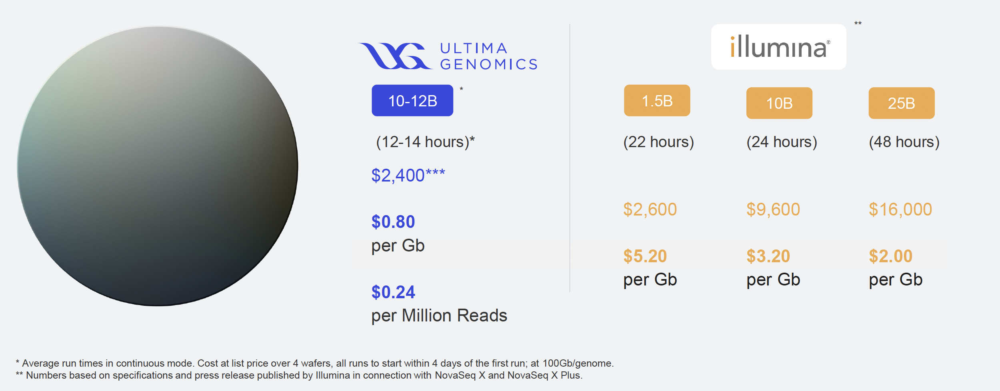 ULTIMA
GENOMICS
10-12B *
(12-14 hours)*
$2,400***
$0.80
per Gb
$0.24
per Million Reads
illumina® **
1.5B 10B 25B
(22 hours) (24 hours) (48 hours)
$2,600 $9,600 $16,000
$5.20 $3.20 $2.00
per Gb per Gb per Gb
* Average run times in continuous mode. Cost at list price over 4 wafers, all runs to start within 4 days of the first run; at 100Gb/genome.
** Numbers based on specifications and press release published by Illumina in connection with NovaSeq X and NovaSeq X Plus.